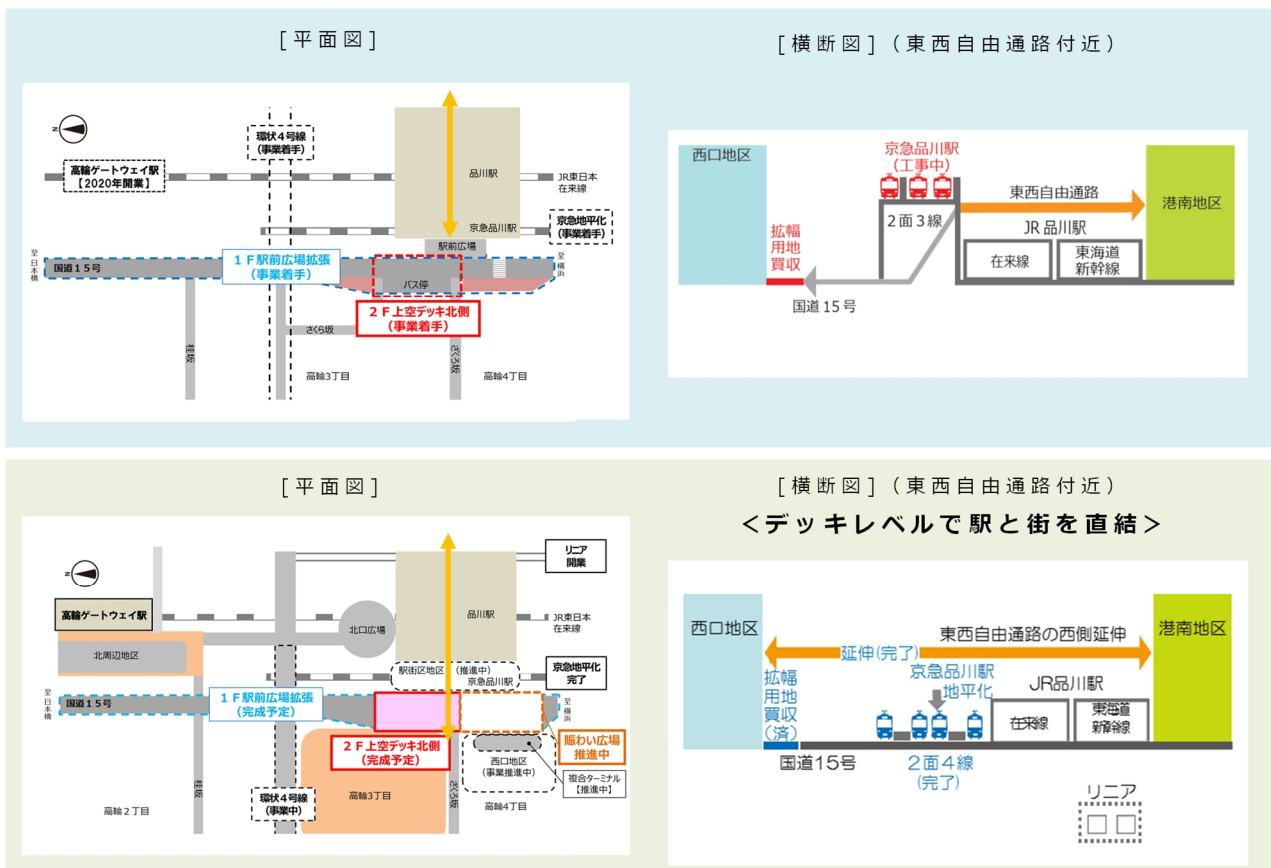 [平面図]
N
高輪ゲートウェイ駅
【2020年開業】
環状4号線
(事業着手)
品川駅
JR東日本
在来線
京急品川駅
京急地平化
(事業着手)
駅前広場
至日本橋
国道15号
1F駅前広場拡張
(事業着手)
バス停
至横浜
2F上空デッキ北側
(事業着手)
さくら坂
桂坂
ざくろ坂
高輪3丁目
高輪4丁目
[横断図](東西自由通路付近)
西口地区
京急品川駅
(工事中)
東西自由通路
港南地区
2面3線
JR品川駅
拡幅
用地
買収
在来線
東海道
新幹線
国道15号
[平面図]
N
リニア
開業
高輪ゲートウェイ駅
品川駅
JR東日本
在来線
北口広場
北周辺地区
駅街区地区(推進中)
京急品川駅
京急地平化
完了
至日本橋
国道15号
1F駅前広場拡張
(完成予定)
至横浜
2F上空デッキ北側
(完成予定)
賑わい広場
推進中
西口地区
(事業推進中)
複合ターミナル
【推進中】
桂坂
環状4号線
(事業中)
高輪3丁目
ざくろ坂
高輪2丁目
高輪4丁目
[横断図](東西自由通路付近)
<デッキレベルで駅と街を直結>
西口地区
東西自由通路の西側延伸
港南地区
延伸(完了)
京急品川駅
地平化
拡幅
用地
買収
(済)
JR品川駅
在来線
東海道
新幹線
国道15号
2面4線
(完了)
リニア